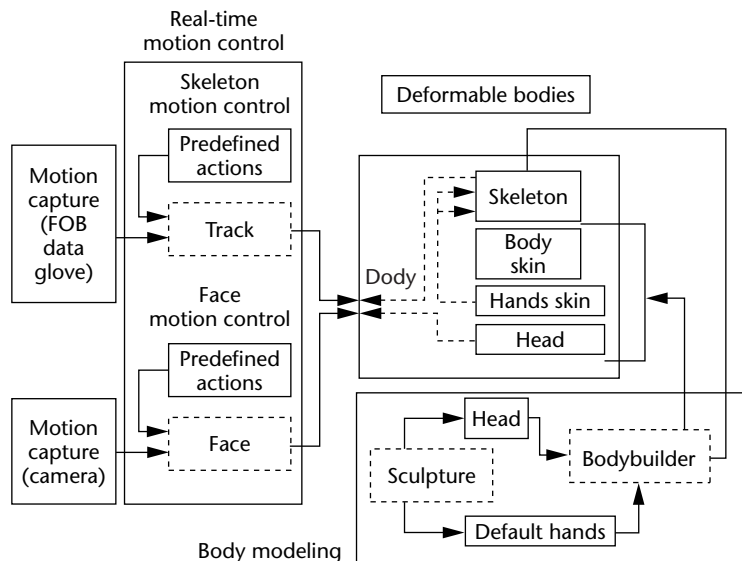 Real-time
motion control
Skeleton
motion control
Predefined
actions
Motion
capture
(FOB
data
glove)
Track
Face
motion control
Predefined
actions
Motion
capture
(camera)
Face
Deformable bodies
Skeleton
Body
skin
Dody
Hands skin
Head
Head
Sculpture
Bodybuilder
Default hands
Body modeling